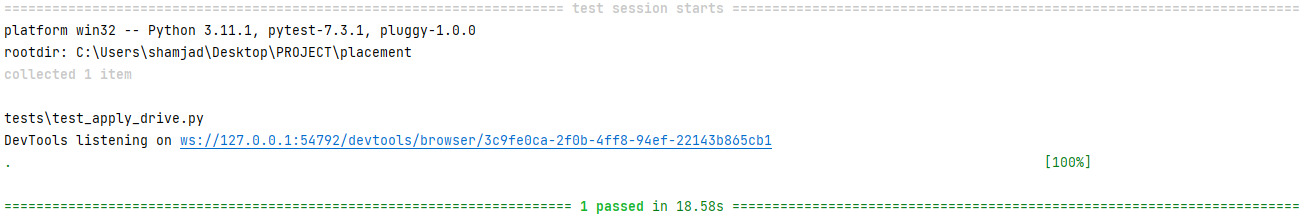 ====================================================================== test session starts =======================================================================
platform win32 -- Python 3.11.1, pytest-7.3.1, pluggy-1.0.0
rootdir: C:\Users\shamjad\Desktop\PROJECT\placement
collected 1 item
tests\test_apply_drive.py
DevTools listening on ws://127.0.0.1:54792/devtools/browser/3c9fe0ca-2f0b-4ff8-94ef-22143b865cb1
. [100%]
======================================================================= 1 passed in 18.58s =======================================================================